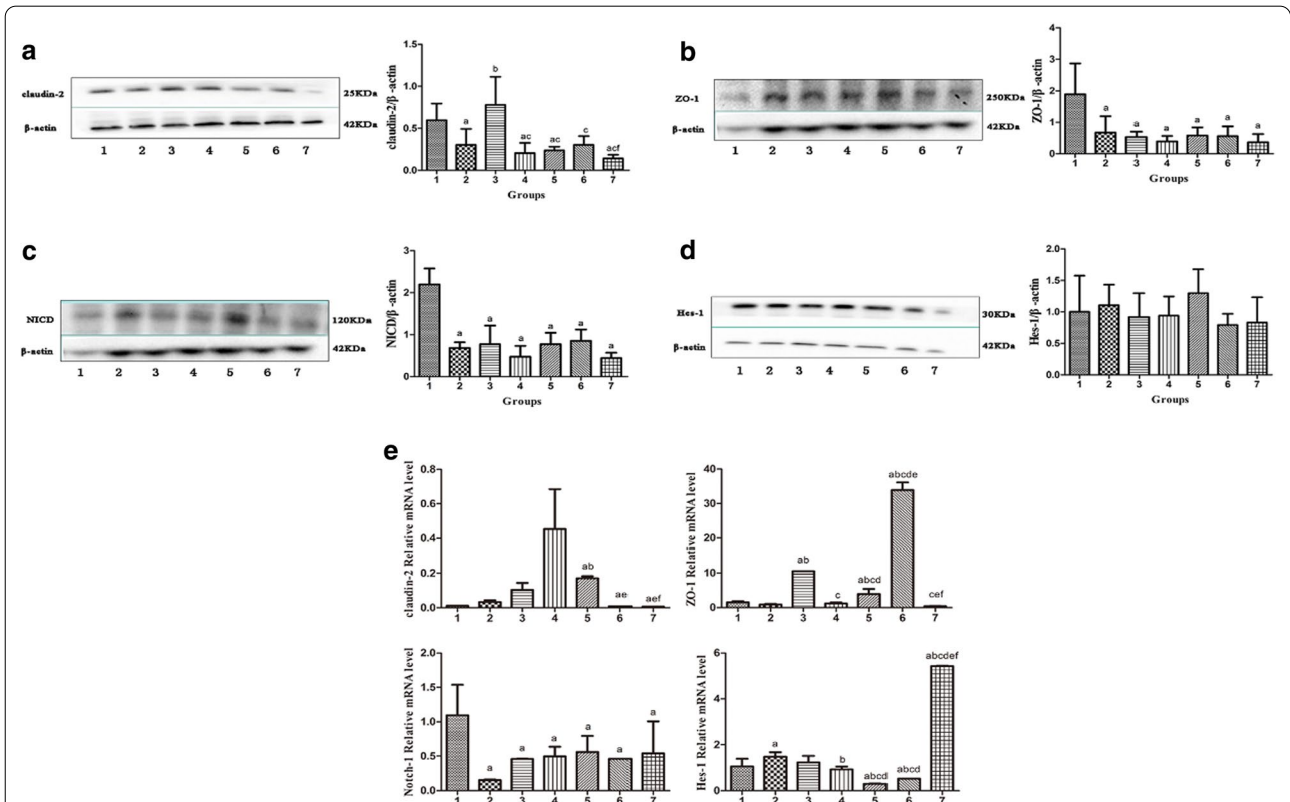 a
claudin-2
25KDa
β-actin
42KDa
1 2 3 4 5 6 7
claudin-2/β -actin
1.5
1.0
0.5
0.0
a b ac ac c acf
1 2 3 4 5 6 7
Groups
b
ZO-1
250KDa
β-actin
42KDa
1 2 3 4 5 6 7
ZO-1/β-actin
4
3
2
1
0
a a a a a a
1 2 3 4 5 6 7
Groups
c
NICD
120KDa
β-actin
42KDa
1 2 3 4 5 6 7
NICD/β-actin
3
2
1
0
a a a a a a
1 2 3 4 5 6 7
Groups
d
Hes-1
30KDa
β-actin
42KDa
1 2 3 4 5 6 7
Hes-1/β-actin
2.0
1.5
1.0
0.5
0.0
1 2 3 4 5 6 7
Groups
e
claudin-2 Relative mRNA level
0.8
0.6
0.4
0.2
0.0
ab ae aef
1 2 3 4 5 6 7
ZO-1 Relative mRNA level
40
30
20
10
0
ab c abcd abcde cef
1 2 3 4 5 6 7
Notch-1 Relative mRNA level
2.0
1.5
1.0
0.5
0.0
a a a a a a
1 2 3 4 5 6 7
Hes-1 Relative mRNA level
6
4
2
0
a b abcd abcd abcdef
1 2 3 4 5 6 7